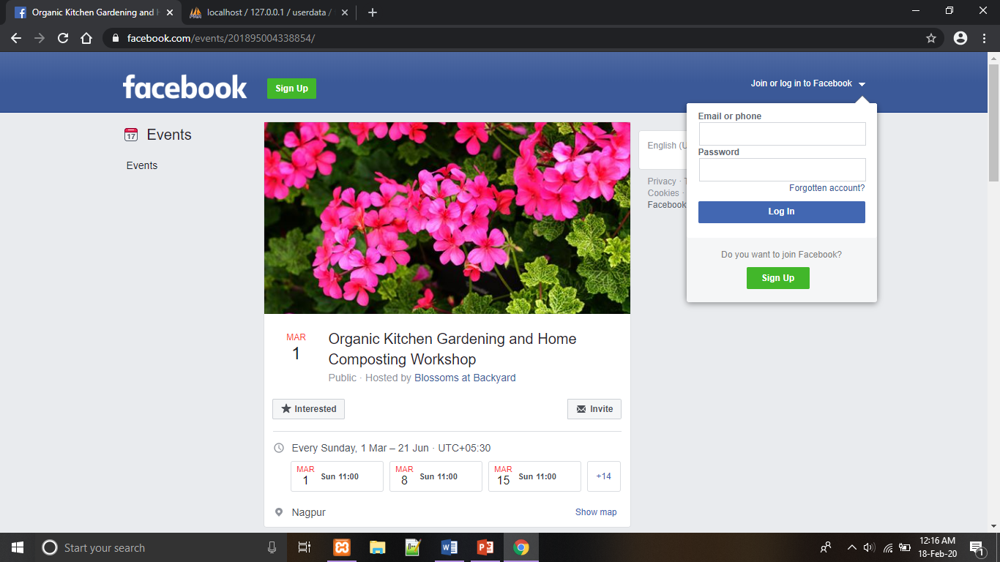 Organic Kitchen Gardening and H
localhost / 127.0.0.1 / userdata /
facebook.com/events/201895004338854/
facebook
Sign Up
Join or log in to Facebook
Email or phone
Password
Forgotten account?
Log In
Do you want to join Facebook?
Sign Up
17
Events
Events
English (U
Privacy ·
Cookies ·
Facebook
MAR
1
Organic Kitchen Gardening and Home
Composting Workshop
Public · Hosted by Blossoms at Backyard
Interested
Invite
Every Sunday, 1 Mar – 21 Jun · UTC+05:30
MAR
1
Sun 11:00
MAR
8
Sun 11:00
MAR
15
Sun 11:00
+14
Nagpur
Show map
Start your search
12:16 AM
18-Feb-20
1